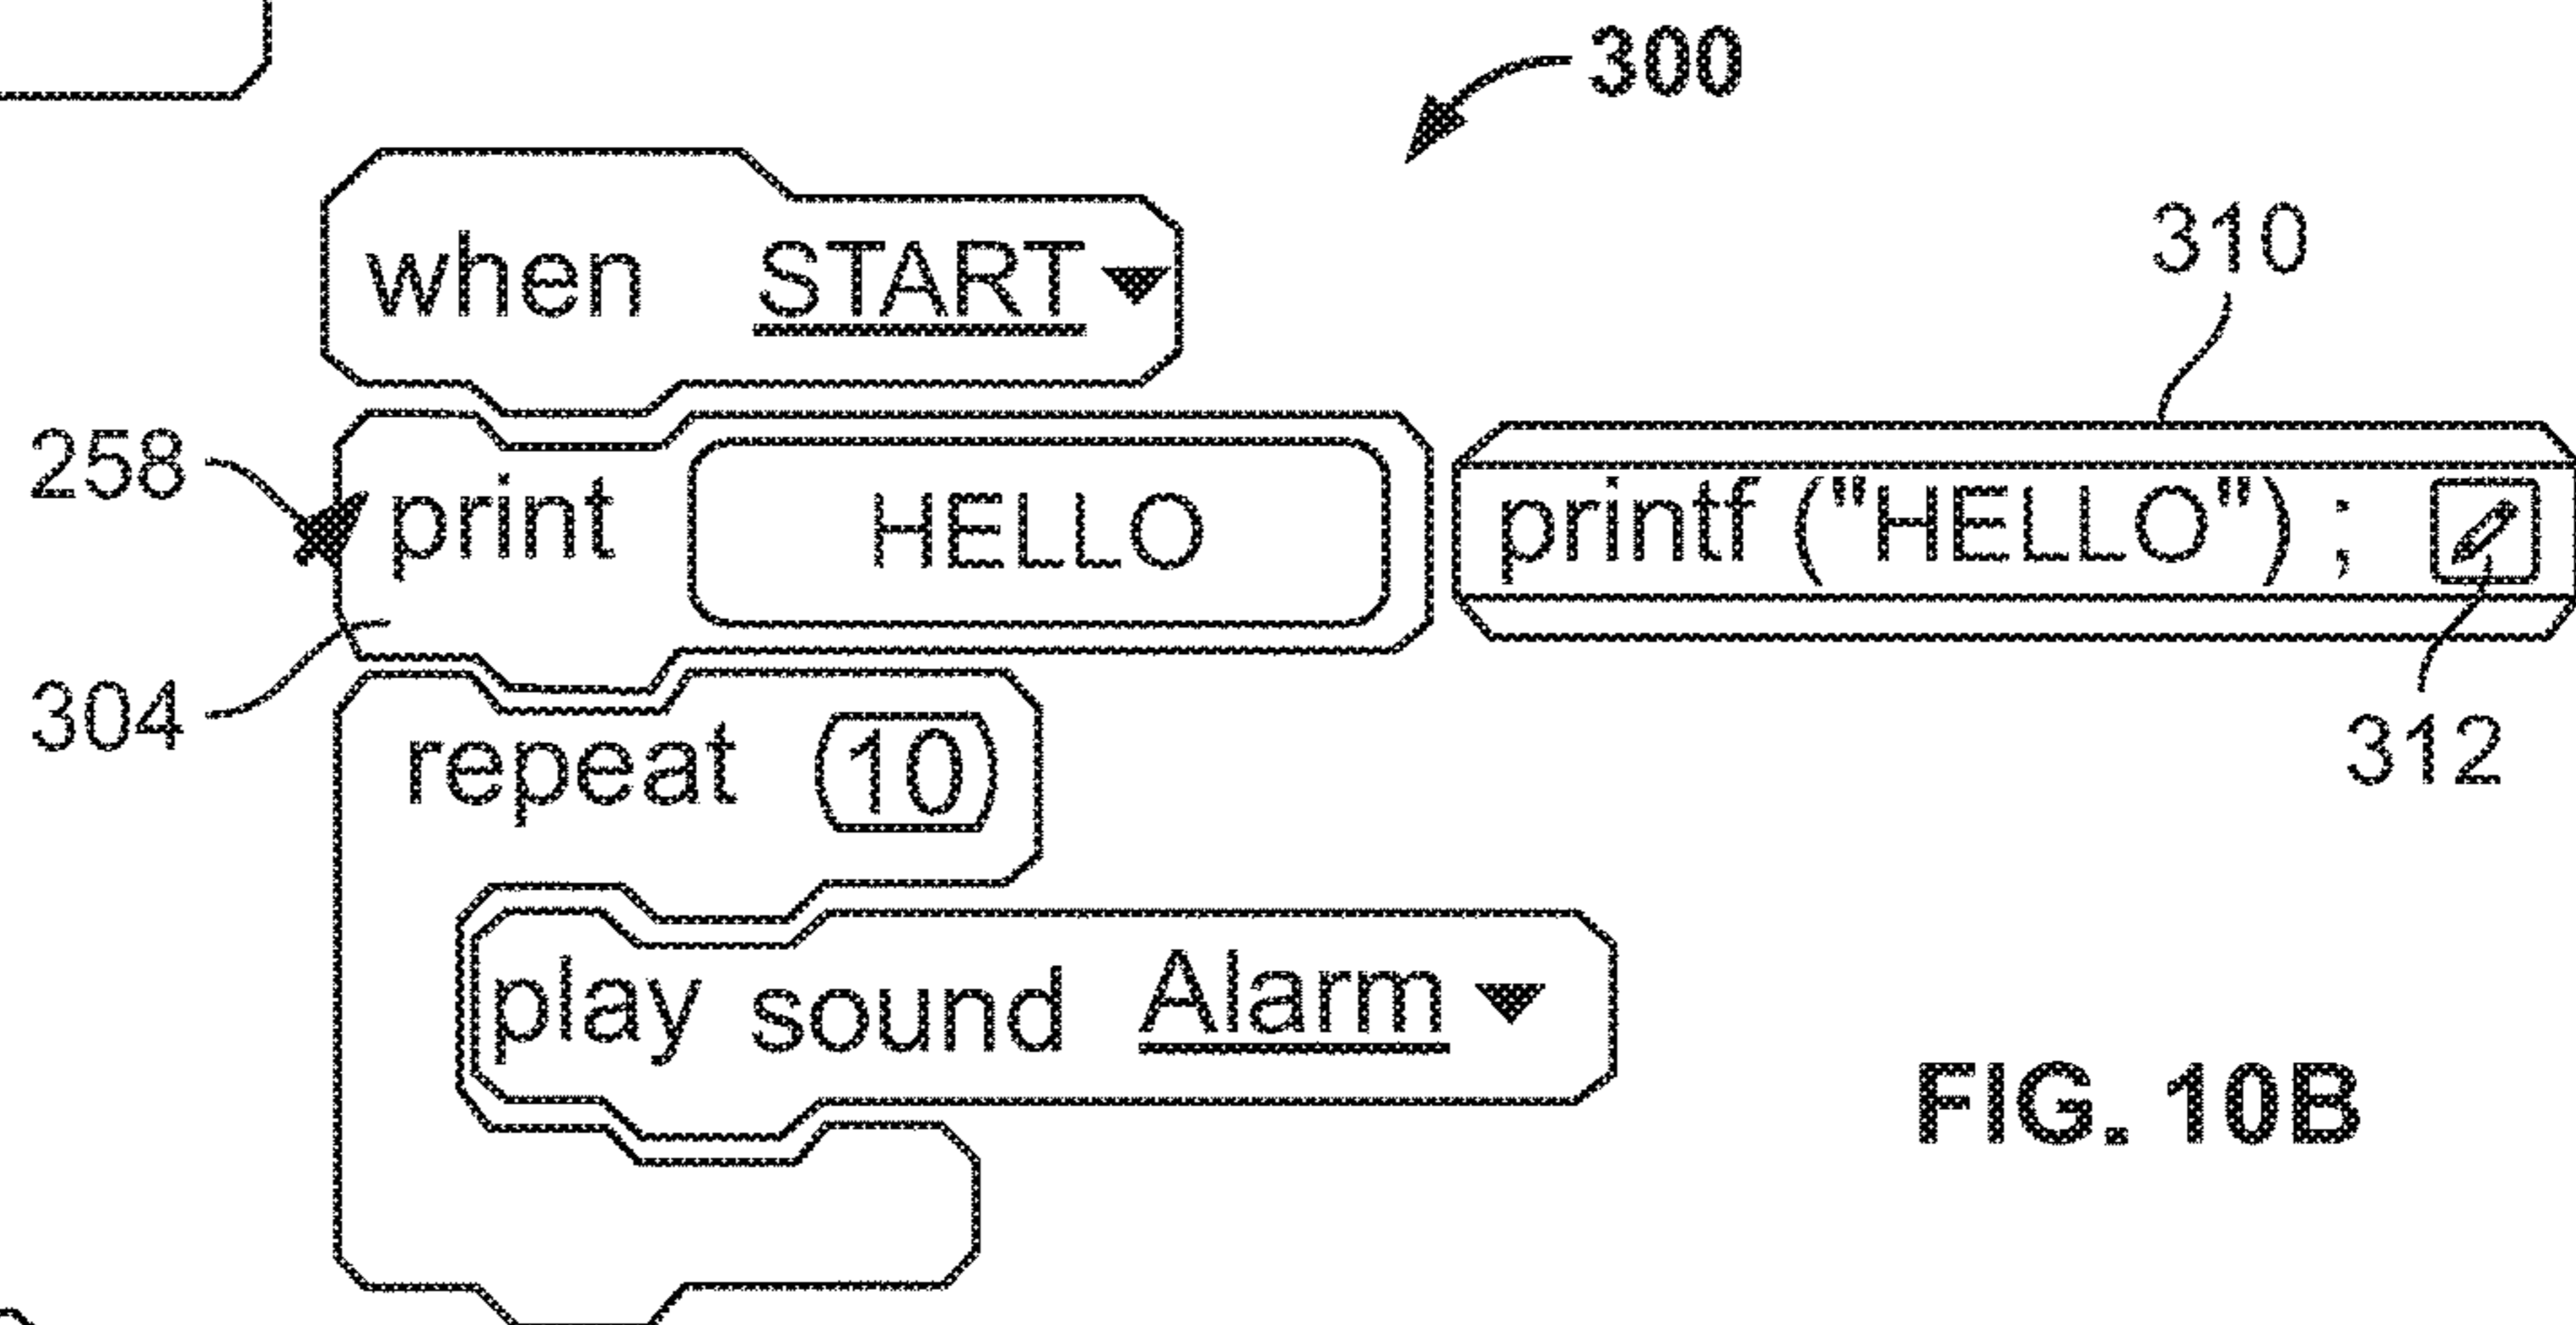 300
when START
310
258
print HELLO
printf ("HELLO") ;
304
312
repeat 10
play sound Alarm
FIG. 10B